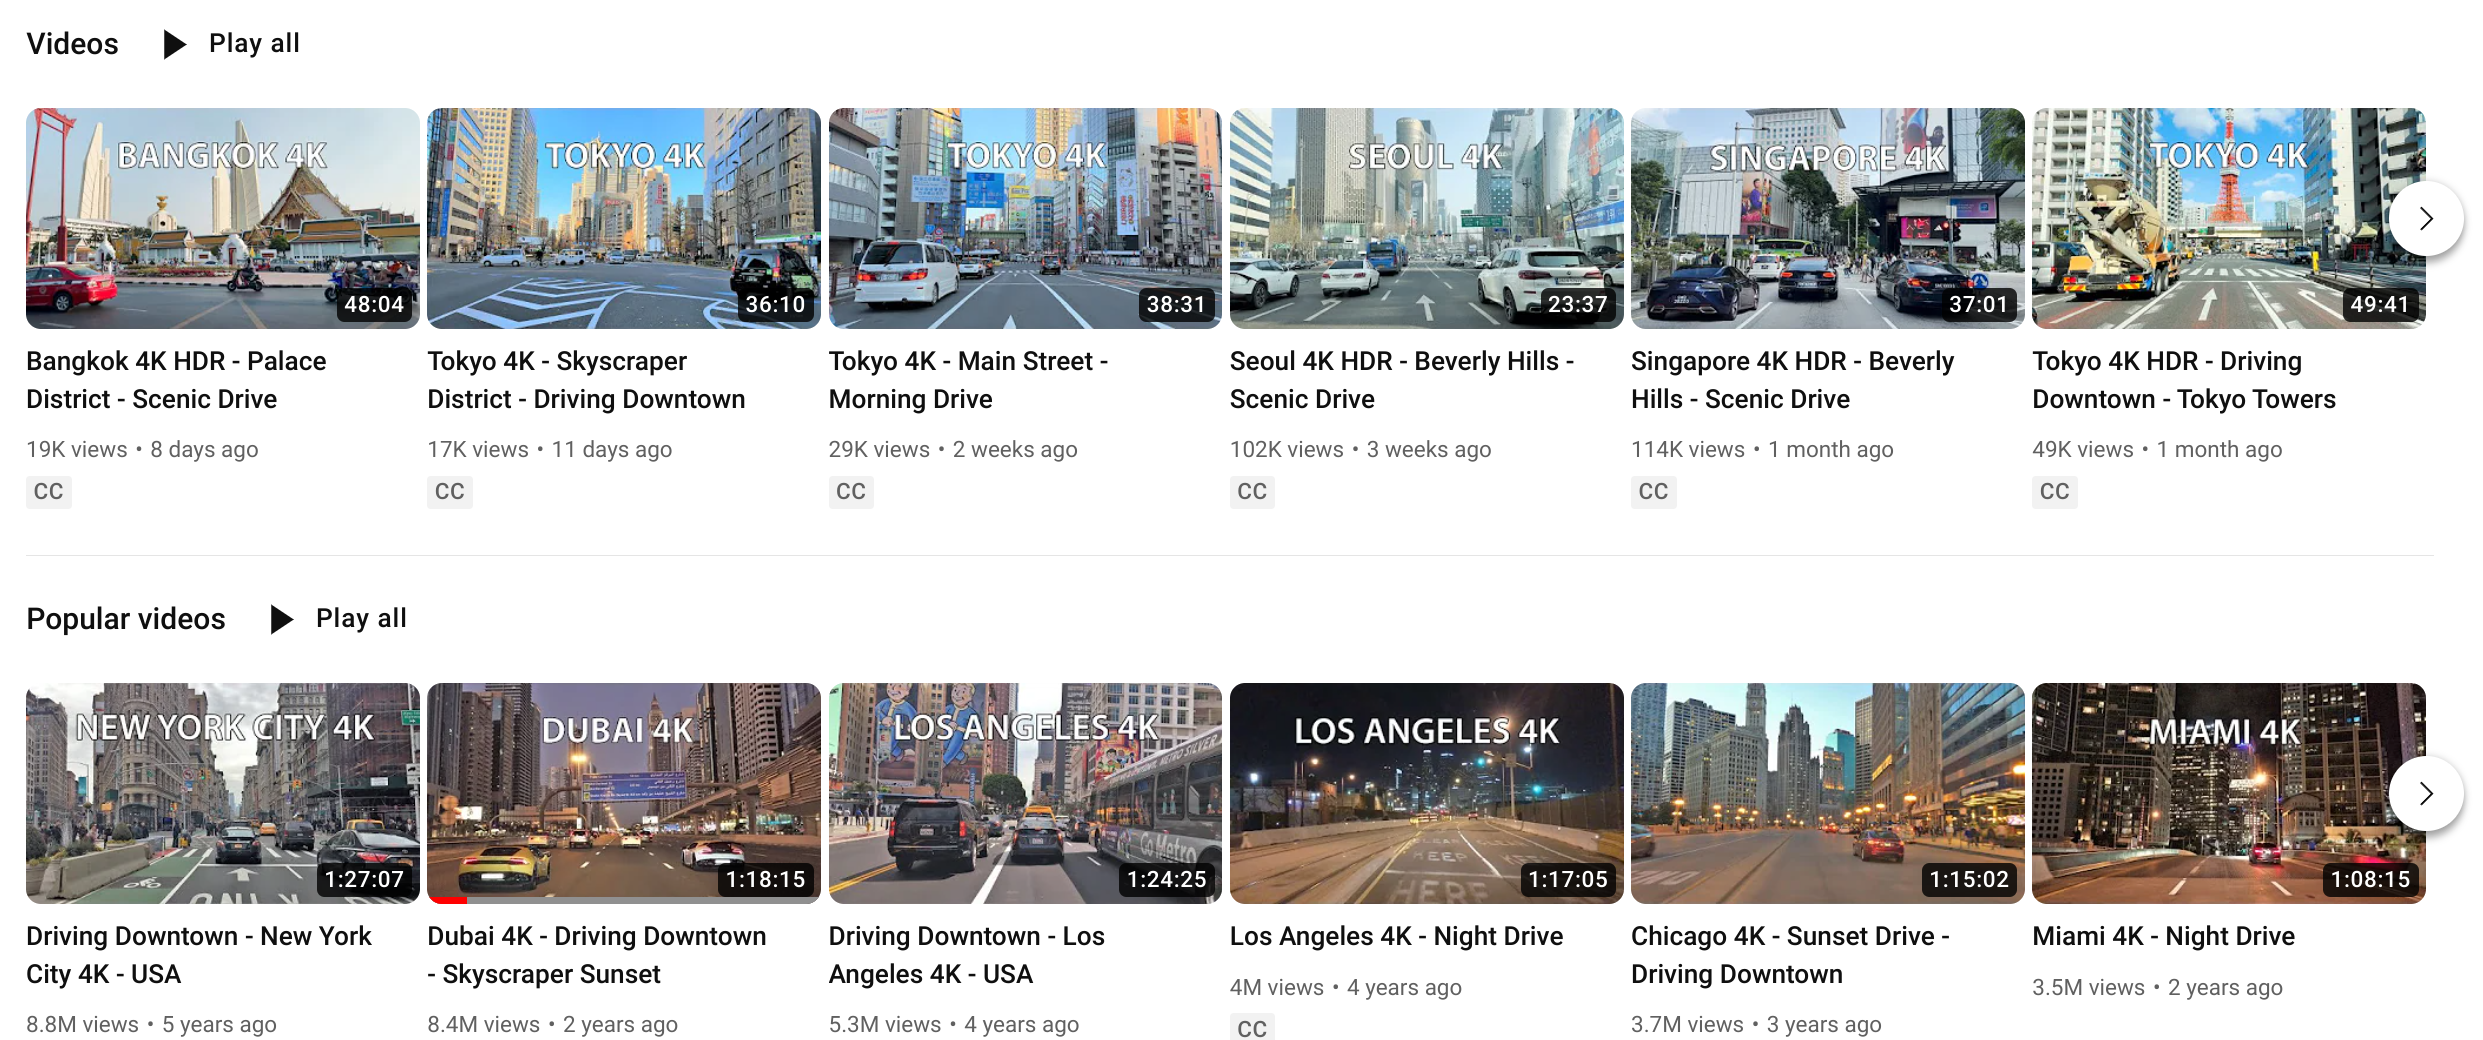 Videos Play all
BANGKOK 4K
48:04
TOKYO 4K
36:10
TOKYO 4K
38:31
SEOUL 4K
23:37
SINGAPORE 4K
37:01
TOKYO 4K
49:41
Bangkok 4K HDR - Palace
District - Scenic Drive
19K views • 8 days ago
CC
Tokyo 4K - Skyscraper
District - Driving Downtown
17K views • 11 days ago
CC
Tokyo 4K - Main Street -
Morning Drive
29K views • 2 weeks ago
CC
Seoul 4K HDR - Beverly Hills -
Scenic Drive
102K views • 3 weeks ago
CC
Singapore 4K HDR - Beverly
Hills - Scenic Drive
114K views • 1 month ago
CC
Tokyo 4K HDR - Driving
Downtown - Tokyo Towers
49K views • 1 month ago
CC
Popular videos Play all
NEW YORK CITY 4K
ONLY
1:27:07
DUBAI 4K
1:18:15
LOS ANGELES 4K
METRO SILVER
Go Metro
1:24:25
LOS ANGELES 4K
KEEP
HERE
1:17:05
1:15:02
MIAMI 4K
1:08:15
Driving Downtown - New York
City 4K - USA
8.8M views • 5 years ago
Dubai 4K - Driving Downtown
- Skyscraper Sunset
8.4M views • 2 years ago
Driving Downtown - Los
Angeles 4K - USA
5.3M views • 4 years ago
Los Angeles 4K - Night Drive
4M views • 4 years ago
CC
Chicago 4K - Sunset Drive -
Driving Downtown
3.7M views • 3 years ago
Miami 4K - Night Drive
3.5M views • 2 years ago